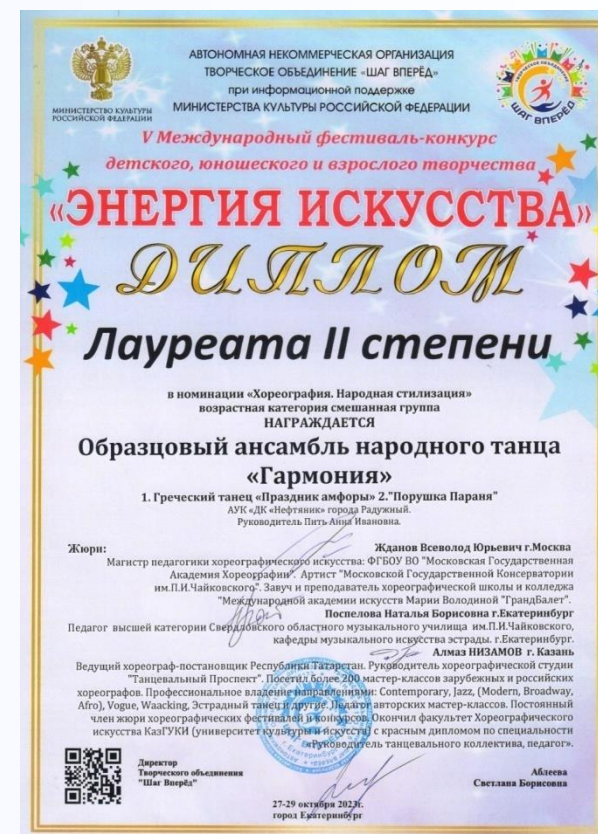 АВТОНОМНАЯ НЕКОММЕРЧЕСКАЯ ОРГАНИЗАЦИЯ
ТВОРЧЕСКОЕ ОБЪЕДИНЕНИЕ «ШАГ ВПЕРЁД»
при информационной поддержке
МИНИСТЕРСТВА КУЛЬТУРЫ РОССИЙСКОЙ ФЕДЕРАЦИИ
МИНИСТЕРСТВО КУЛЬТУРЫ
РОССИЙСКОЙ ФЕДЕРАЦИИ
ТВОРЧЕСКОЕ ОБЪЕДИНЕНИЕ
ШАГ ВПЕРЁД
V Международный фестиваль-конкурс
детского, юношеского и взрослого творчества
«ЭНЕРГИЯ ИСКУССТВА»
ДИПЛОМ
Лауреата II степени
в номинации «Хореография. Народная стилизация»
возрастная категория смешанная группа
НАГРАЖДАЕТСЯ
Образцовый ансамбль народного танца
«Гармония»
1. Греческий танец «Праздник амфоры» 2."Порушка Параня"
АУК «ДК «Нефтяник» города Радужный.
Руководитель Пить Анна Ивановна.
Жюри:
Жданов Всеволод Юрьевич г.Москва
Магистр педагогики хореографического искусства: ФГБОУ ВО "Московская Государственная
Академия Хореографии". Артист "Московской Государственной Консерватории
им.П.И.Чайковского". Завуч и преподаватель хореографической школы и колледжа
"Международной академии искусств Марии Володиной "ГрандБалет".
Поспелова Наталья Борисовна г.Екатеринбург
Педагог высшей категории Свердловского областного музыкального училища им.П.И.Чайковского,
кафедры музыкального искусства эстрады. г.Екатеринбург.
Алмаз НИЗАМОВ г. Казань
Ведущий хореограф-постановщик Республики Татарстан. Руководитель хореографической студии
"Танцевальный Проспект". Посетил более 200 мастер-классов зарубежных и российских
хореографов. Профессиональное владение направлениями: Contemporary, Jazz, (Modern, Broadway,
Afro), Vogue, Waacking, Эстрадный танец и другие. Педагог авторских мастер-классов. Постоянный
член жюри хореографических фестивалей и конкурсов. Окончил факультет Хореографического
искусства КазГУКИ (университет культуры и искусств) с красным дипломом по специальности
«Руководитель танцевального коллектива, педагог».
Директор
Творческого объединения
"Шаг Вперед"
Аблеева
Светлана Борисовна
27-29 октября 2023г.
город Екатеринбург